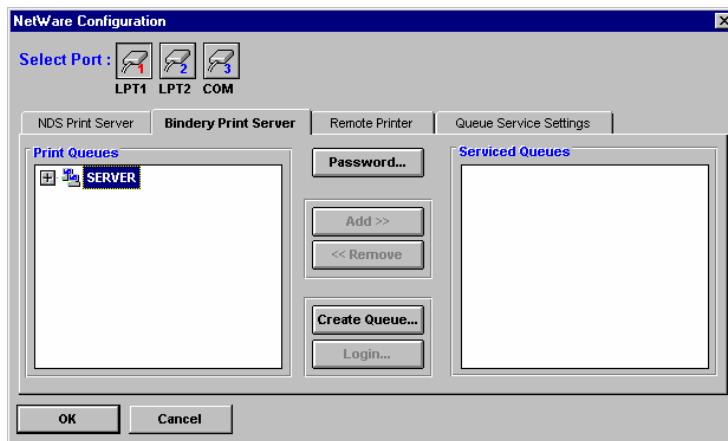 NetWare Configuration
Select Port :
1 2 3
LPT1 LPT2 COM
NDS Print Server Bindery Print Server Remote Printer Queue Service Settings
Print Queues
SERVER
Password...
Add >>
<< Remove
Create Queue...
Login...
Serviced Queues
OK Cancel